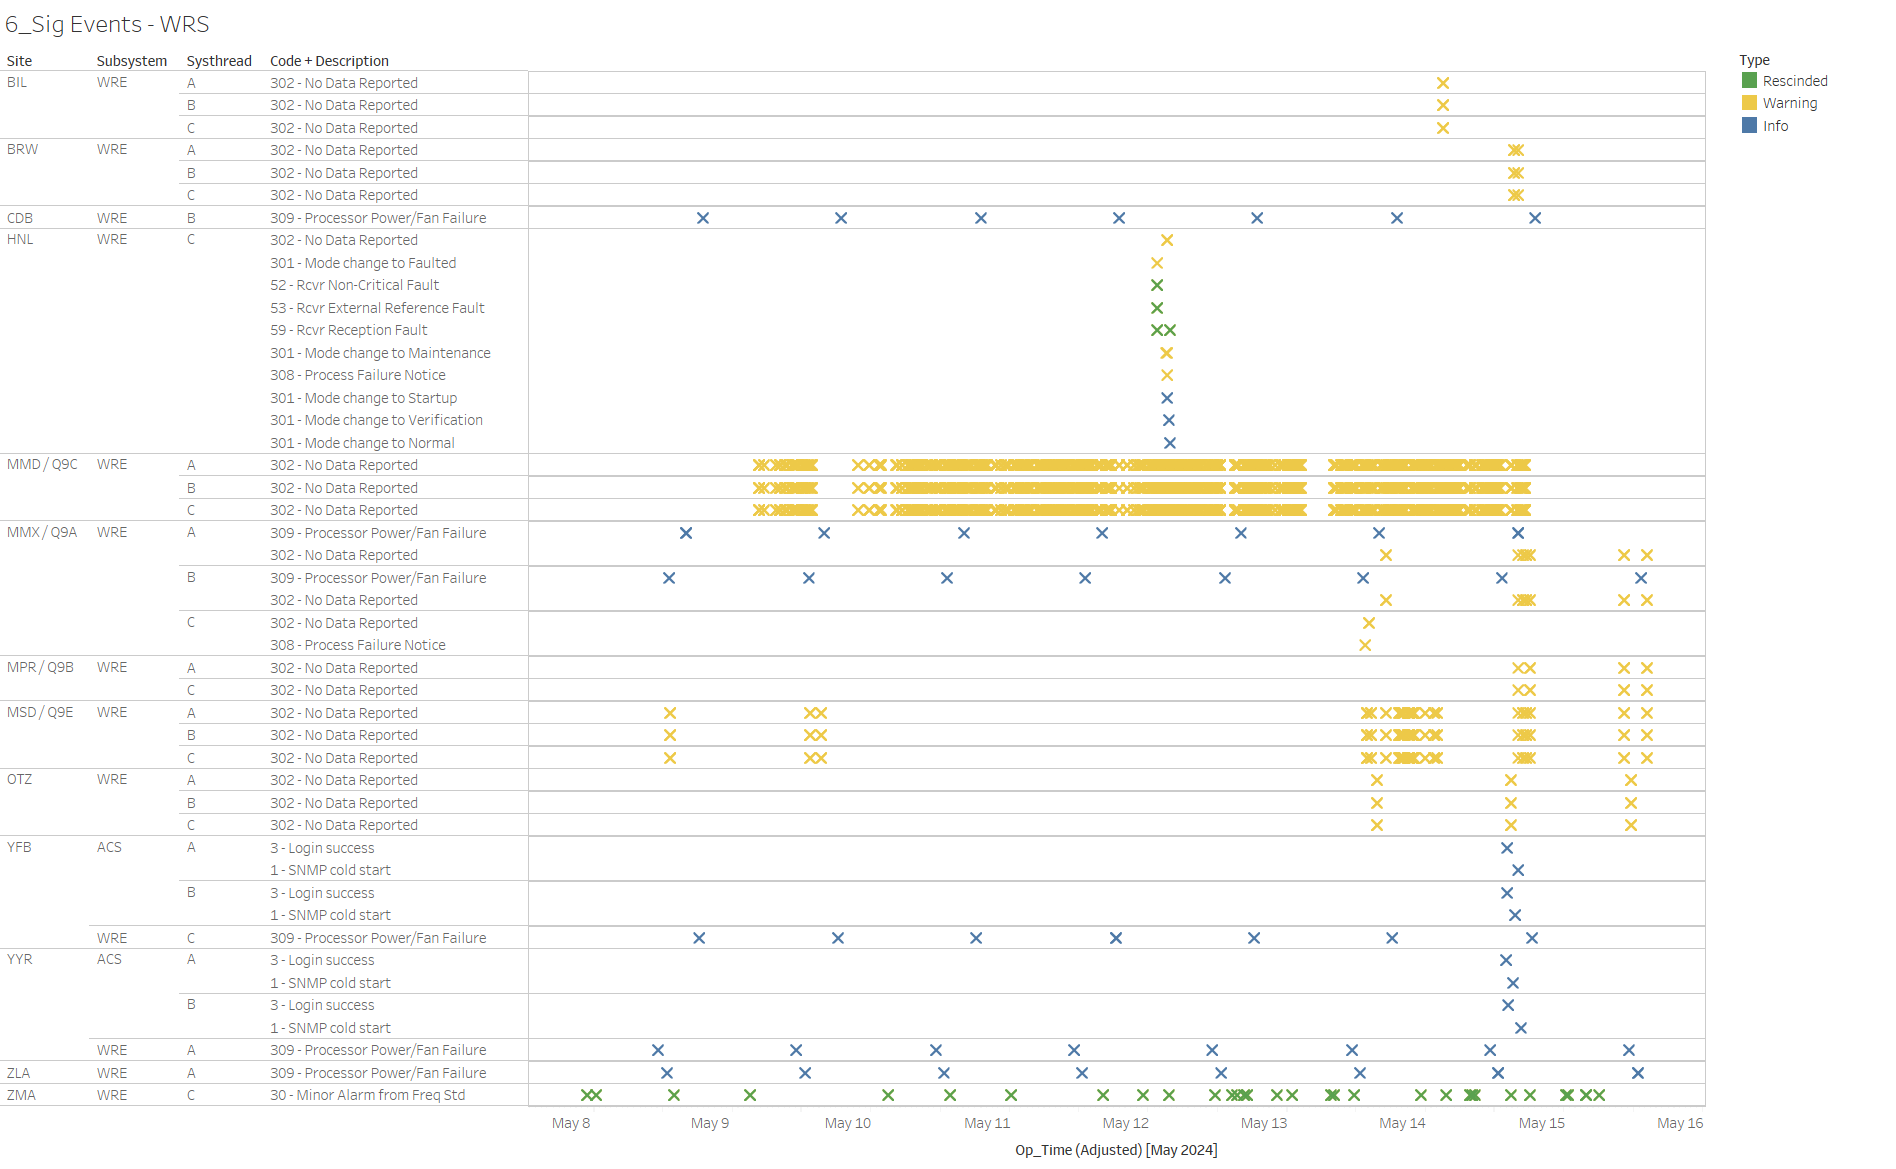 6_Sig Events - WRS
Site Subsystem Systhread Code + Description
Type
Rescinded
Warning
Info
BIL WRE A 302 - No Data Reported
B 302 - No Data Reported
C 302 - No Data Reported
BRW WRE A 302 - No Data Reported
B 302 - No Data Reported
C 302 - No Data Reported
CDB WRE B 309 - Processor Power/Fan Failure
HNL WRE C 302 - No Data Reported
301 - Mode change to Faulted
52 - Rcvr Non-Critical Fault
53 - Rcvr External Reference Fault
59 - Rcvr Reception Fault
301 - Mode change to Maintenance
308 - Process Failure Notice
301 - Mode change to Startup
301 - Mode change to Verification
301 - Mode change to Normal
MMD / Q9C WRE A 302 - No Data Reported
B 302 - No Data Reported
C 302 - No Data Reported
MMX / Q9A WRE A 309 - Processor Power/Fan Failure
302 - No Data Reported
B 309 - Processor Power/Fan Failure
302 - No Data Reported
C 302 - No Data Reported
308 - Process Failure Notice
MPR / Q9B WRE A 302 - No Data Reported
C 302 - No Data Reported
MSD / Q9E WRE A 302 - No Data Reported
B 302 - No Data Reported
C 302 - No Data Reported
OTZ WRE A 302 - No Data Reported
B 302 - No Data Reported
C 302 - No Data Reported
YFB ACS A 3 - Login success
1 - SNMP cold start
B 3 - Login success
1 - SNMP cold start
WRE C 309 - Processor Power/Fan Failure
YYR ACS A 3 - Login success
1 - SNMP cold start
B 3 - Login success
1 - SNMP cold start
WRE A 309 - Processor Power/Fan Failure
ZLA WRE A 309 - Processor Power/Fan Failure
ZMA WRE C 30 - Minor Alarm from Freq Std
May 8 May 9 May 10 May 11 May 12 May 13 May 14 May 15 May 16
Op_Time (Adjusted) [May 2024]